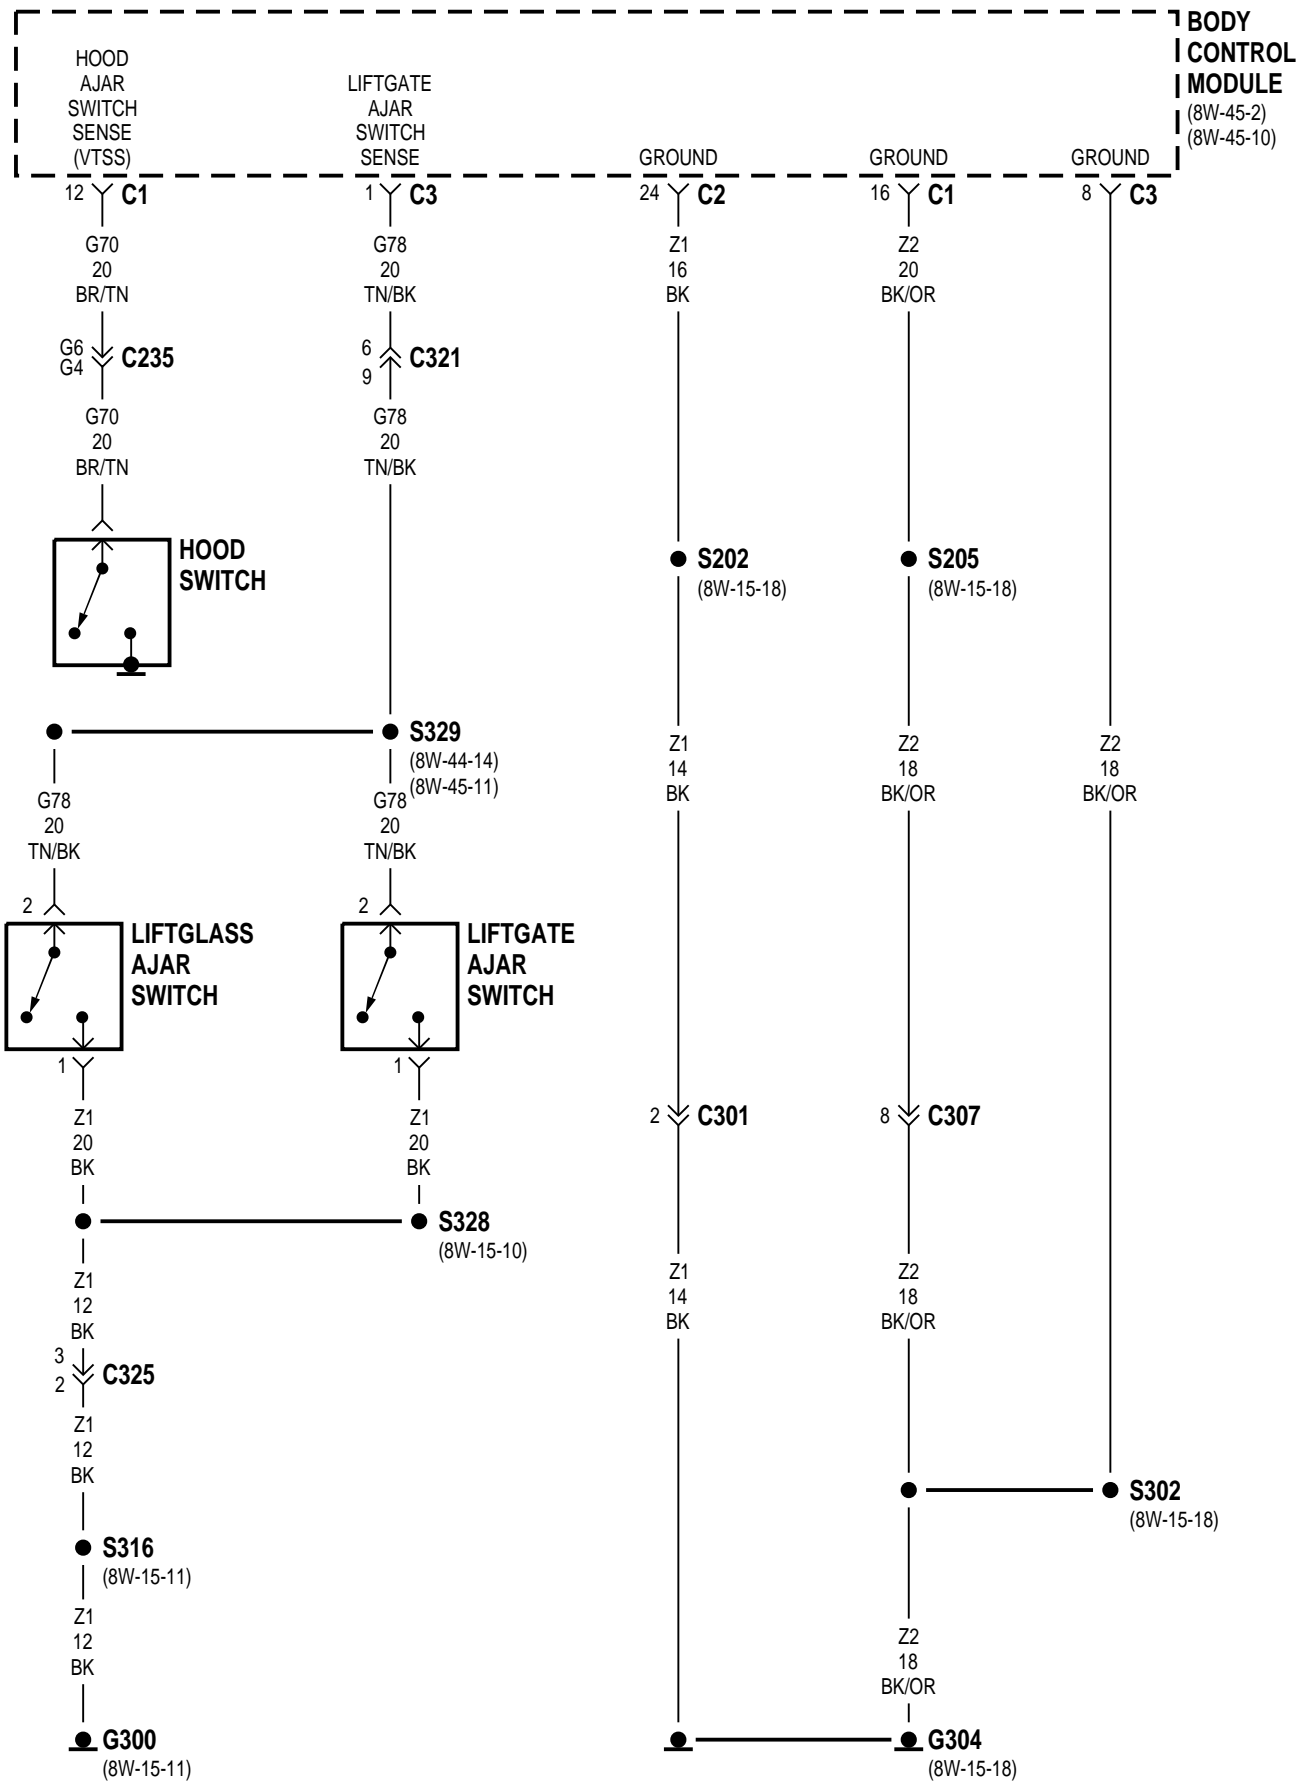 BODY
CONTROL
MODULE
(8W-45-2)
(8W-45-10)
HOOD
AJAR
SWITCH
SENSE
(VTSS)
LIFTGATE
AJAR
SWITCH
SENSE
GROUND
GROUND
GROUND
12 C1
1 C3
24 C2
16 C1
8 C3
G70
20
BR/TN
G78
20
TN/BK
Z1
16
BK
Z2
20
BK/OR
G6
G4
C235
6
9
C321
G70
20
BR/TN
G78
20
TN/BK
HOOD
SWITCH
S202
(8W-15-18)
S205
(8W-15-18)
S329
(8W-44-14)
(8W-45-11)
Z1
14
BK
Z2
18
BK/OR
Z2
18
BK/OR
G78
20
TN/BK
G78
20
TN/BK
2
2
LIFTGLASS
AJAR
SWITCH
LIFTGATE
AJAR
SWITCH
1
1
Z1
20
BK
Z1
20
BK
2 C301
8 C307
S328
(8W-15-10)
Z1
12
BK
Z1
14
BK
Z2
18
BK/OR
3
2
C325
Z1
12
BK
S302
(8W-15-18)
S316
(8W-15-11)
Z1
12
BK
Z2
18
BK/OR
G300
(8W-15-11)
G304
(8W-15-18)